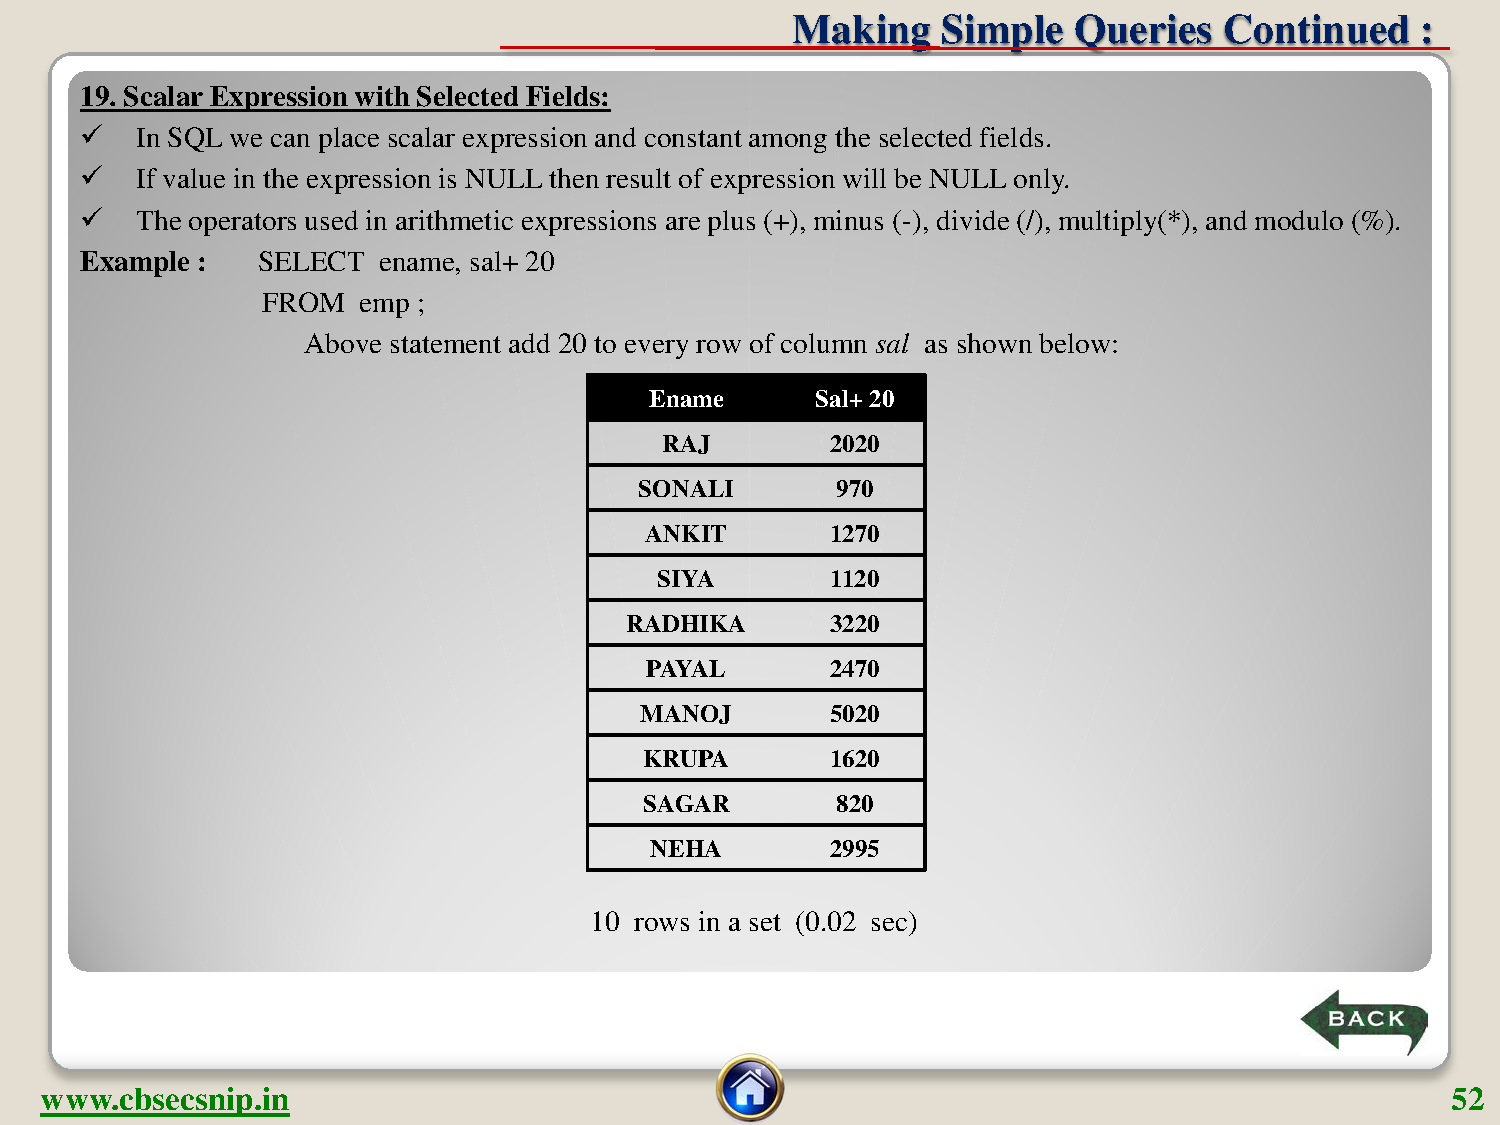 Making Simple Queries Continued :
19. Scalar Expression with Selected Fields:
✓ In SQL we can place scalar expression and constant among the selected fields.
✓ If value in the expression is NULL then result of expression will be NULL only.
✓ The operators used in arithmetic expressions are plus (+), minus (-), divide (/), multiply(*), and modulo (%).
Example : SELECT ename, sal+ 20
FROM emp ;
Above statement add 20 to every row of column sal as shown below:
Ename Sal+ 20
RAJ 2020
SONALI 970
ANKIT 1270
SIYA 1120
RADHIKA 3220
PAYAL 2470
MANOJ 5020
KRUPA 1620
SAGAR 820
NEHA 2995
10 rows in a set (0.02 sec)
BACK
www.cbsecsnip.in 52